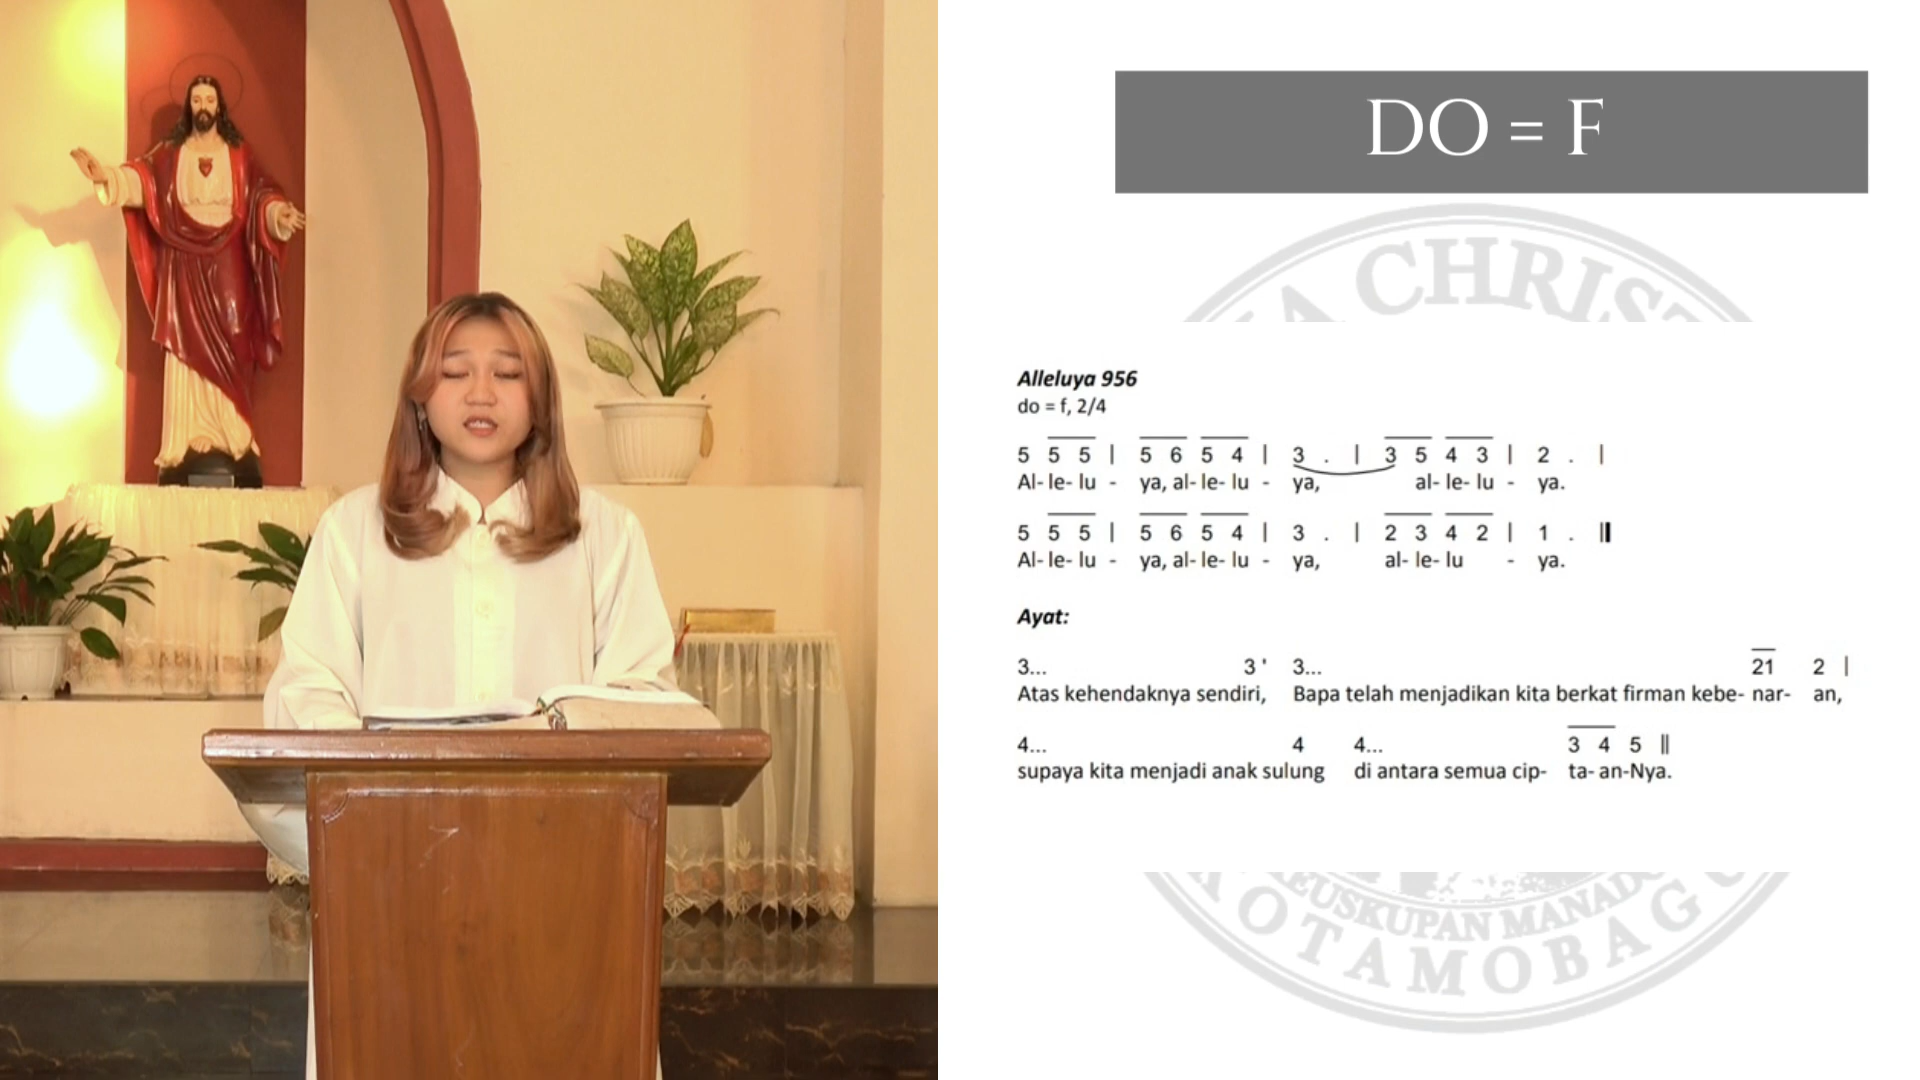 DO = F
A CHRIST
Alleluya 956
do = f, 2/4
5 5 5 | 5 6 5 4 | 3 . | 3 5 4 3 | 2 . |
Al- le- lu - ya, al- le- lu - ya, al- le- lu - ya.
5 5 5 | 5 6 5 4 | 3 . | 2 3 4 2 | 1 . ||
Al- le- lu - ya, al- le- lu - ya, al- le- lu - ya.
Ayat:
3... 3 ' 3... 21 2 |
Atas kehendaknya sendiri, Bapa telah menjadikan kita berkat firman kebe- nar- an,
4... 4 4... 3 4 5 ||
supaya kita menjadi anak sulung di antara semua cip- ta- an-Nya.
EUSKUPAN MANADO
OTAMOBAGU